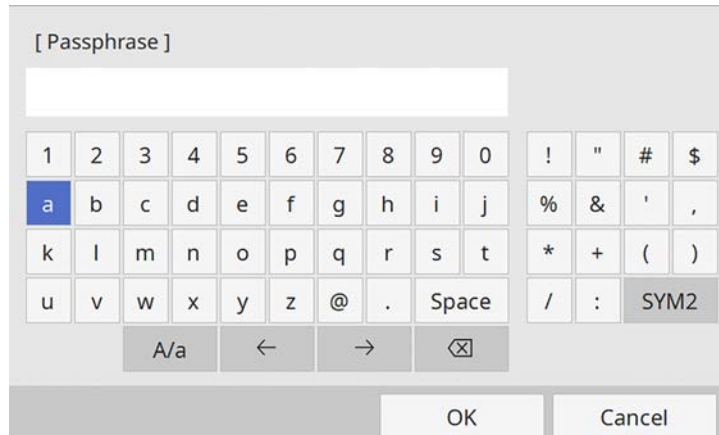 [ Passphrase ]
1 2 3 4 5 6 7 8 9 0 ! " # $
a b c d e f g h i j % & ' ,
k l m n o p q r s t * + ( )
u v w x y z @ . Space / : SYM2
A/a ← → ⌫
OK Cancel